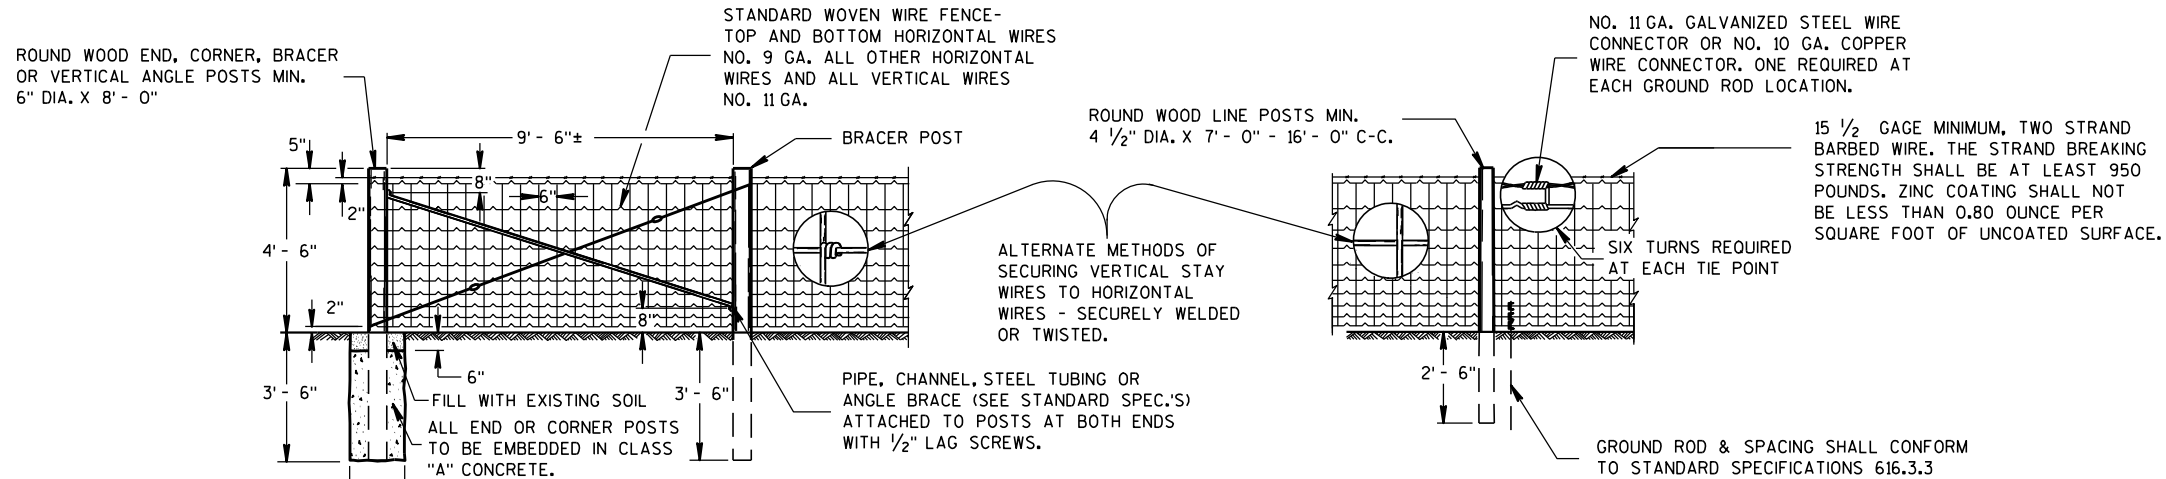 STANDARD WOVEN WIRE FENCE-
TOP AND BOTTOM HORIZONTAL WIRES
NO. 9 GA. ALL OTHER HORIZONTAL
WIRES AND ALL VERTICAL WIRES
NO. 11 GA.
ROUND WOOD END, CORNER, BRACER
OR VERTICAL ANGLE POSTS MIN.
6" DIA. X 8' - 0"
NO. 11 GA. GALVANIZED STEEL WIRE
CONNECTOR OR NO. 10 GA. COPPER
WIRE CONNECTOR. ONE REQUIRED AT
EACH GROUND ROD LOCATION.
ROUND WOOD LINE POSTS MIN.
4 1/2" DIA. X 7' - 0" - 16' - 0" C-C.
15 1/2 GAGE MINIMUM, TWO STRAND
BARBED WIRE. THE STRAND BREAKING
STRENGTH SHALL BE AT LEAST 950
POUNDS. ZINC COATING SHALL NOT
BE LESS THAN 0.80 OUNCE PER
SQUARE FOOT OF UNCOATED SURFACE.
9' - 6"±
BRACER POST
5"
8"
6"
2"
4' - 6"
2"
8"
ALTERNATE METHODS OF
SECURING VERTICAL STAY
WIRES TO HORIZONTAL
WIRES - SECURELY WELDED
OR TWISTED.
SIX TURNS REQUIRED
AT EACH TIE POINT
6"
3' - 6"
3' - 6"
2' - 6"
FILL WITH EXISTING SOIL
ALL END OR CORNER POSTS
TO BE EMBEDDED IN CLASS
"A" CONCRETE.
PIPE, CHANNEL, STEEL TUBING OR
ANGLE BRACE (SEE STANDARD SPEC.'S)
ATTACHED TO POSTS AT BOTH ENDS
WITH 1/2" LAG SCREWS.
GROUND ROD & SPACING SHALL CONFORM
TO STANDARD SPECIFICATIONS 616.3.3